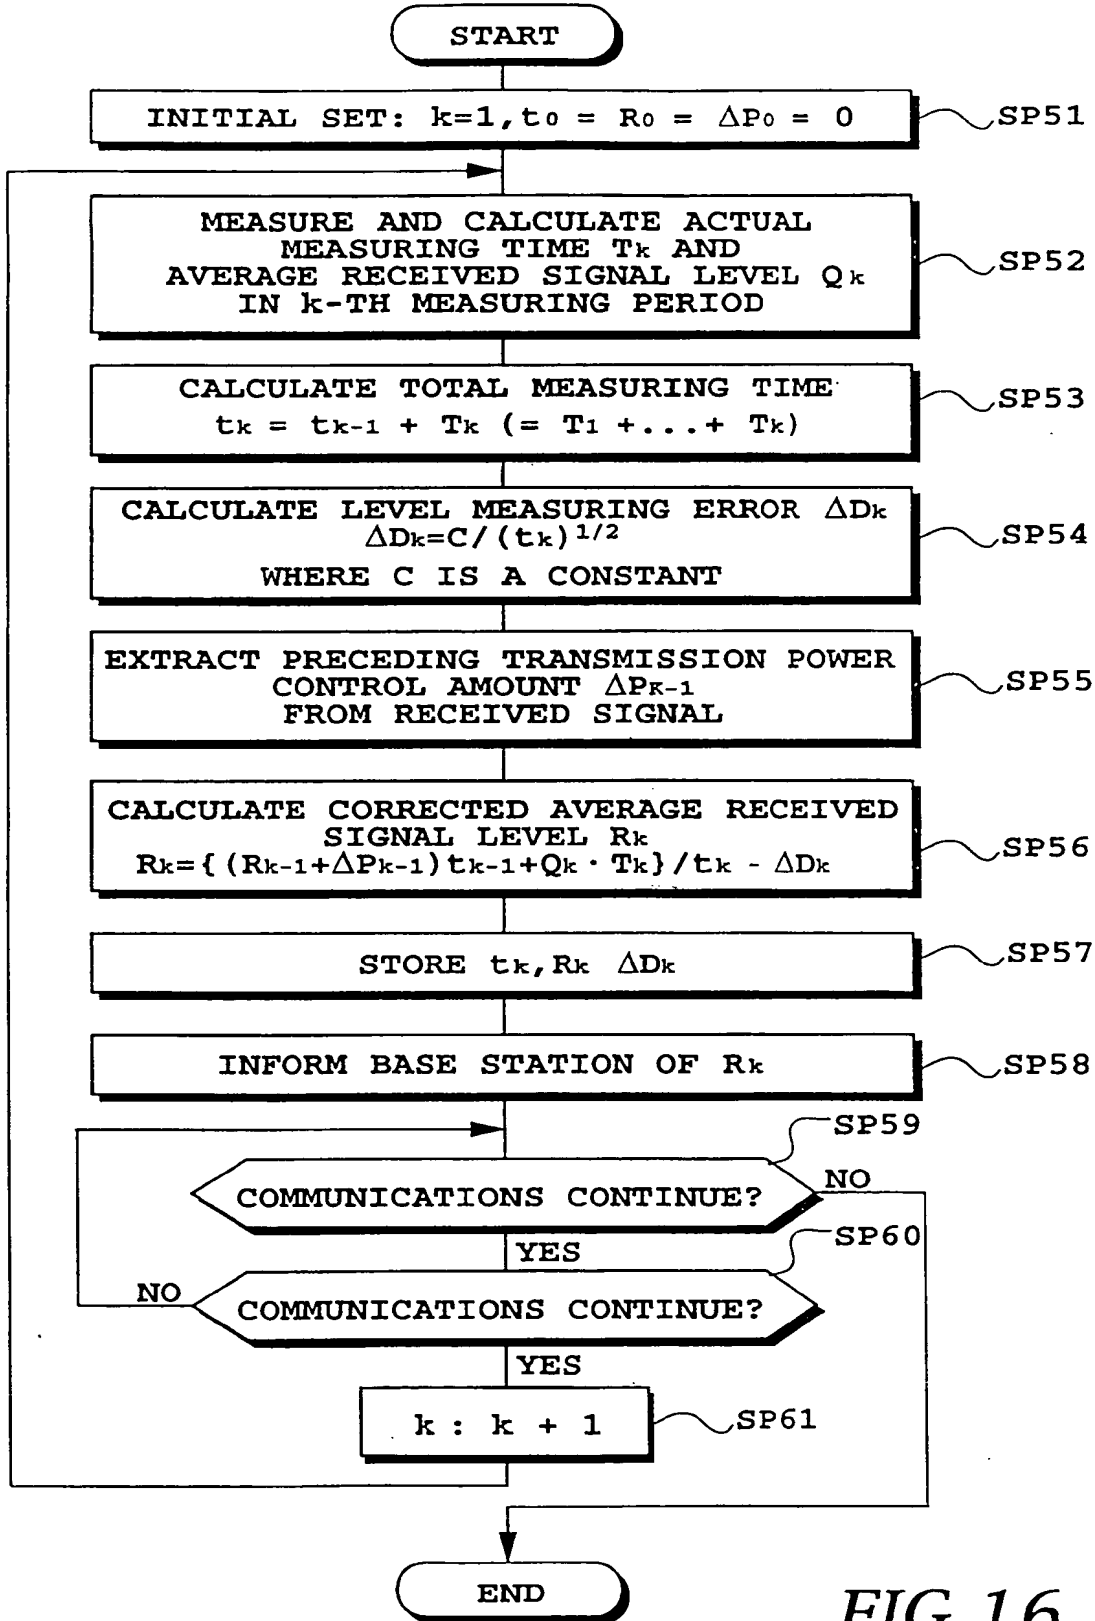 START
INITIAL SET: k=1, t0 = R0 = ΔP0 = 0
SP51
MEASURE AND CALCULATE ACTUAL
MEASURING TIME Tk AND
AVERAGE RECEIVED SIGNAL LEVEL Qk
IN k-TH MEASURING PERIOD
SP52
CALCULATE TOTAL MEASURING TIME
tk = tk-1 + Tk (= T1 +...+ Tk)
SP53
CALCULATE LEVEL MEASURING ERROR ΔDk
ΔDk=C/(tk)1/2
WHERE C IS A CONSTANT
SP54
EXTRACT PRECEDING TRANSMISSION POWER
CONTROL AMOUNT ΔPK-1
FROM RECEIVED SIGNAL
SP55
CALCULATE CORRECTED AVERAGE RECEIVED
SIGNAL LEVEL Rk
Rk={(Rk-1+ΔPk-1)tk-1+Qk·Tk}/tk - ΔDk
SP56
STORE tk,Rk ΔDk
SP57
INFORM BASE STATION OF Rk
SP58
SP59
COMMUNICATIONS CONTINUE?
NO
YES
SP60
NO
COMMUNICATIONS CONTINUE?
YES
k : k + 1
SP61
END
FIG.16